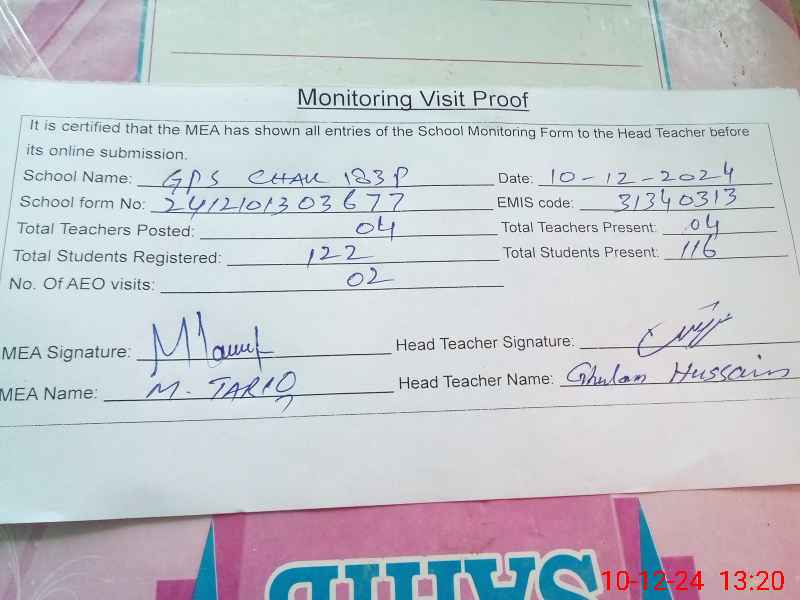 Monitoring Visit Proof
It is certified that the MEA has shown all entries of the School Monitoring Form to the Head Teacher before
its online submission.
School Name: GPS CHAK 183P Date: 10-12-2024
School form No: 2412101303677 EMIS code: 31340313
Total Teachers Posted: 04 Total Teachers Present: 04
Total Students Registered: 122 Total Students Present: 116
No. Of AEO visits: 02
MEA Signature: Head Teacher Signature:
MEA Name: M. TARIQ Head Teacher Name: Ghulam Hussain
10-12-24 13:20